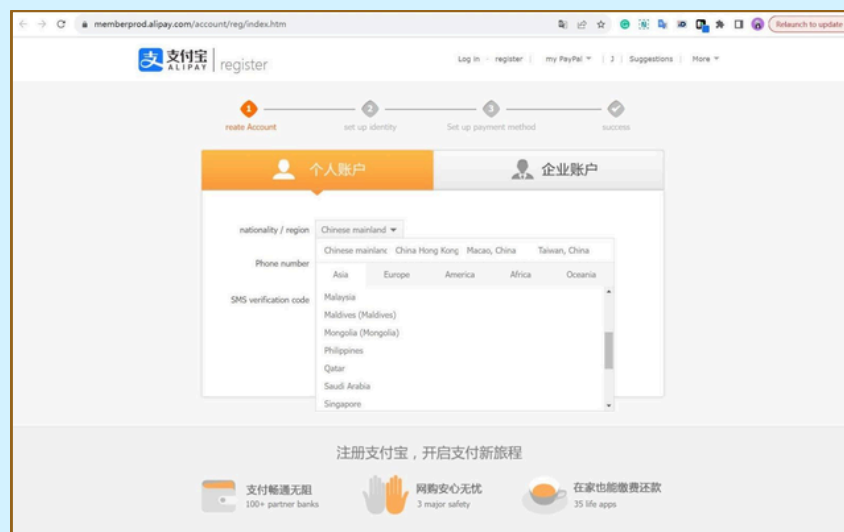 memberprod.alipay.com/account/reg/index.htm
Relaunch to update
支付宝
ALIPAY
register
Log in - register | my PayPal | J | Suggestions | More
1
2
3
reate Account
set up identity
Set up payment method
success
个人账户
企业账户
nationality / region
Chinese mainland
Chinese mainlanc
China Hong Kong
Macao, China
Taiwan, China
Phone number
Asia
Europe
America
Africa
Oceania
SMS verification code
Malaysia
Maldives (Maldives)
Mongolia (Mongolia)
Philippines
Qatar
Saudi Arabia
Singapore
注册支付宝，开启支付新旅程
支付畅通无阻
100+ partner banks
网购安心无忧
3 major safety
在家也能缴费还款
35 life apps